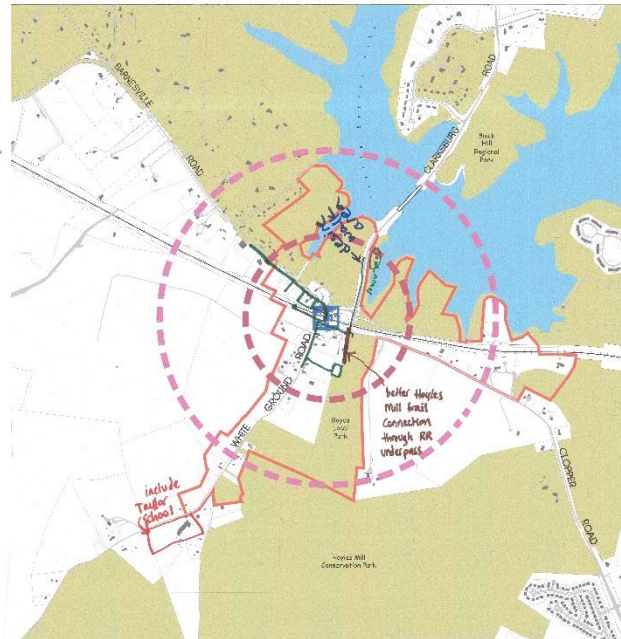 BARNESVILLE
ROAD
CLARKSBURG
ROAD
Black
Hill
Regional
Park
ROAD
GROUND
WHITE
better Hoyles
Mill trail
Connection
through RR
underpass
Boyds
Local
Park
CLOPPER
ROAD
include
Taylor
School
Hoyles Mill
Conservation Park